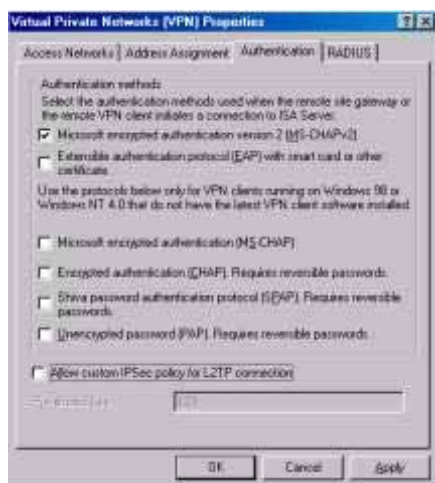 Virtual Private Networks (VPN) Properties
Access Networks Address Assignment Authentication RADIUS
Authentication methods
Select the authentication methods used when the remote site gateway or
the remote VPN client initiates a connection to ISA Server.
Microsoft encrypted authentication version 2 (MS-CHAPv2)
Extensible authentication protocol (EAP) with smart card or other
certificate.
Use the protocols below only for VPN clients running on Windows 98 or
Windows NT 4.0 that do not have the latest VPN client software installed.
Microsoft encrypted authentication (MS-CHAP)
Encrypted authentication (CHAP). Requires reversible passwords.
Shiva password authentication protocol (SPAP). Requires reversible
passwords.
Unencrypted password (PAP). Requires reversible passwords.
Allow custom IPSec policy for L2TP connection
OK Cancel Apply